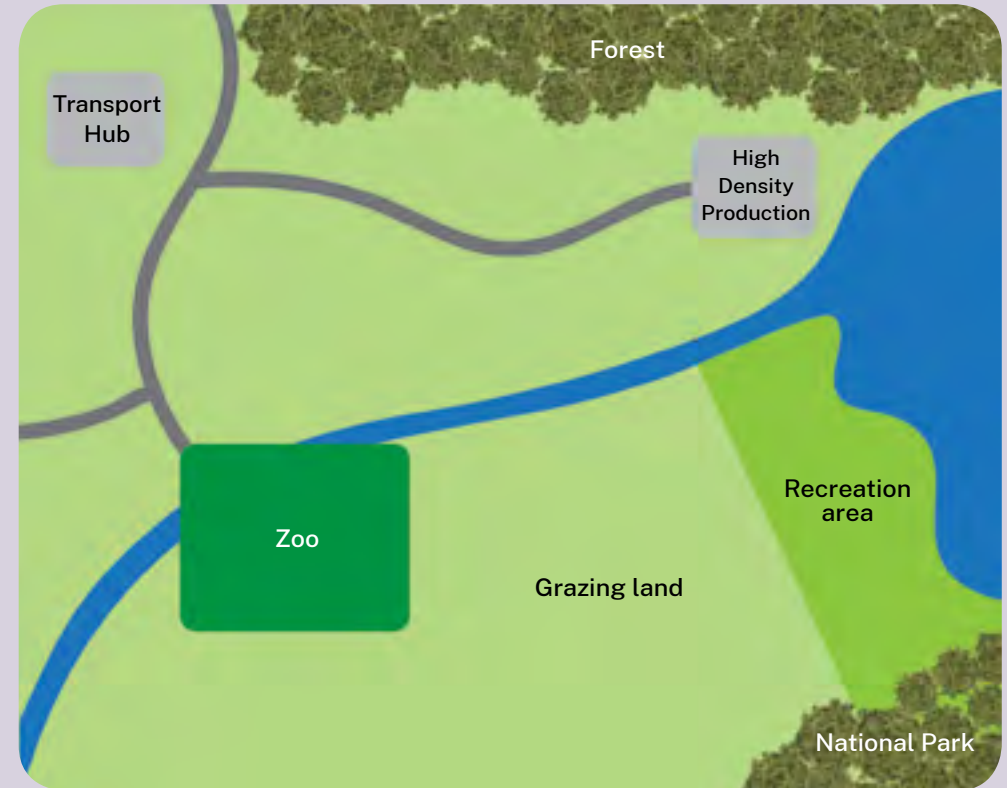 Forest
Transport
Hub
High
Density
Production
Recreation
area
Zoo
Grazing land
National Park